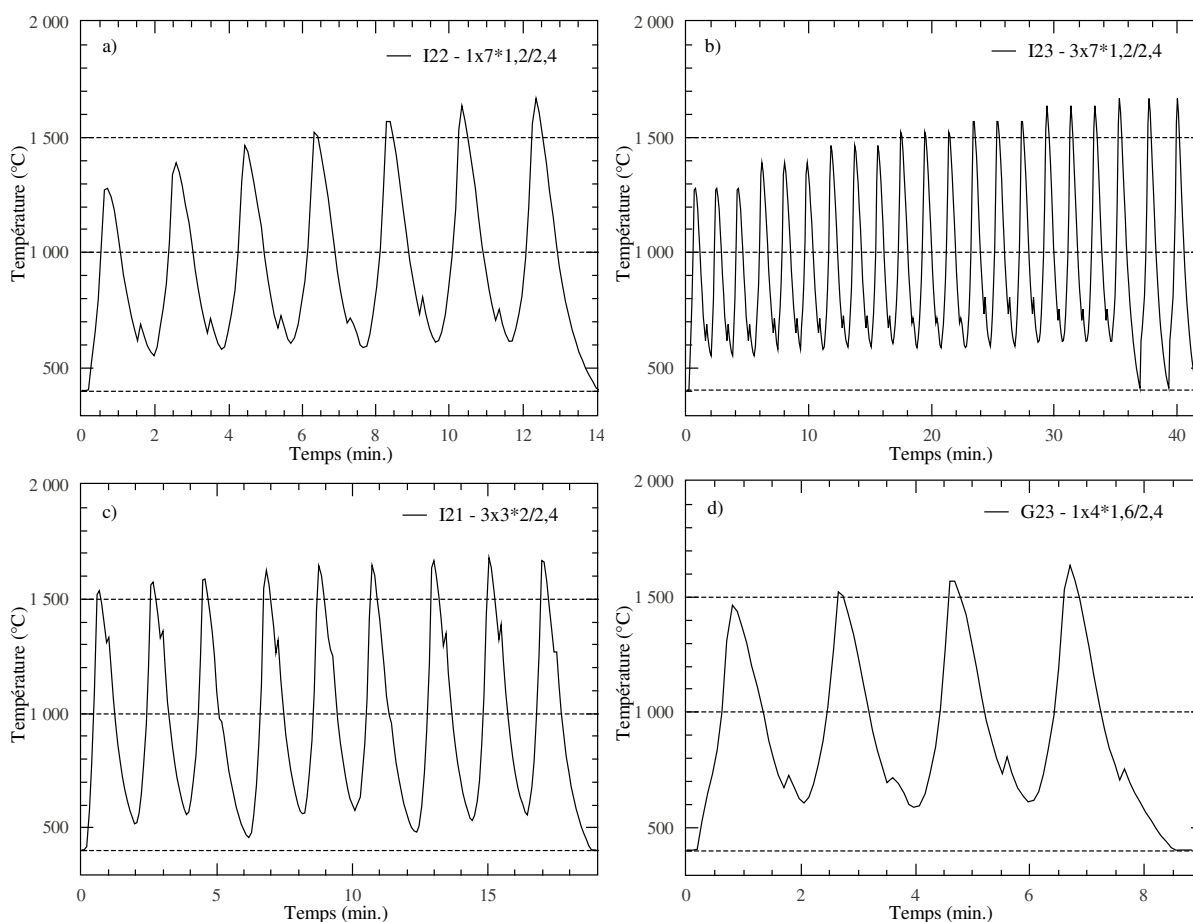 a)
I22 - 1x7*1,2/2,4
2 000
1 500
1 000
500
Température (°C)
0 2 4 6 8 10 12 14
Temps (min.)
b)
I23 - 3x7*1,2/2,4
2 000
1 500
1 000
500
Température (°C)
0 10 20 30 40
Temps (min.)
c)
I21 - 3x3*2/2,4
2 000
1 500
1 000
500
Température (°C)
0 5 10 15
Temps (min.)
d)
G23 - 1x4*1,6/2,4
2 000
1 500
1 000
500
Température (°C)
0 2 4 6 8
Temps (min.)